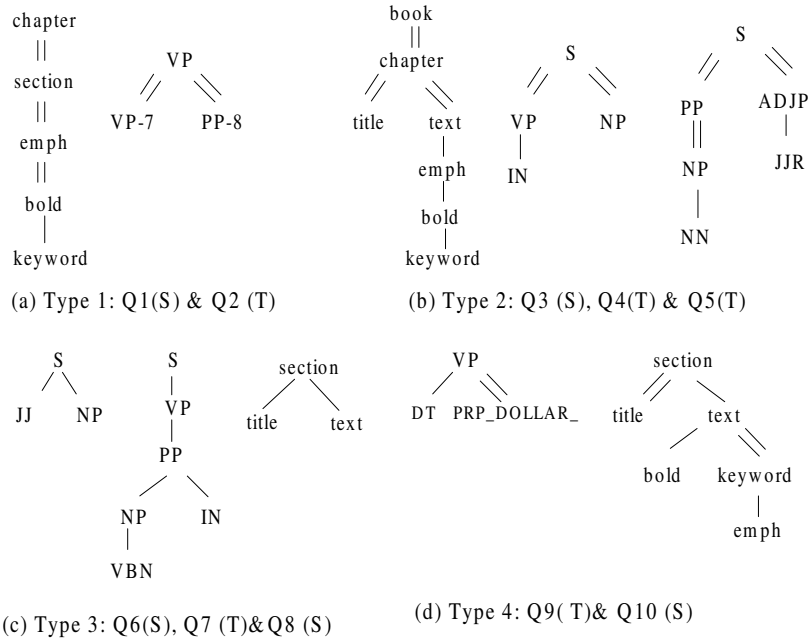 chapter
section
emph
bold
keyword
VP
VP-7 PP-8
(a) Type 1: Q1(S) & Q2 (T)
book
chapter
title text
emph
bold
keyword
S
VP NP
IN
S
PP ADJP
NP JJR
NN
(b) Type 2: Q3 (S), Q4(T) & Q5(T)
S
JJ NP
S
VP
PP
NP IN
VBN
section
title text
(c) Type 3: Q6(S), Q7 (T)&Q8 (S)
VP
DT PRP_DOLLAR_
section
title text
bold keyword
emph
(d) Type 4: Q9( T)& Q10 (S)